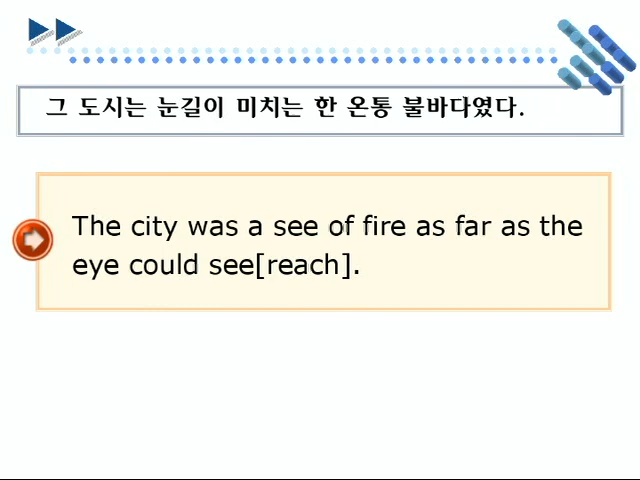 그 도시는 눈길이 미치는 한 온통 불바다였다.
The city was a see of fire as far as the
eye could see[reach].